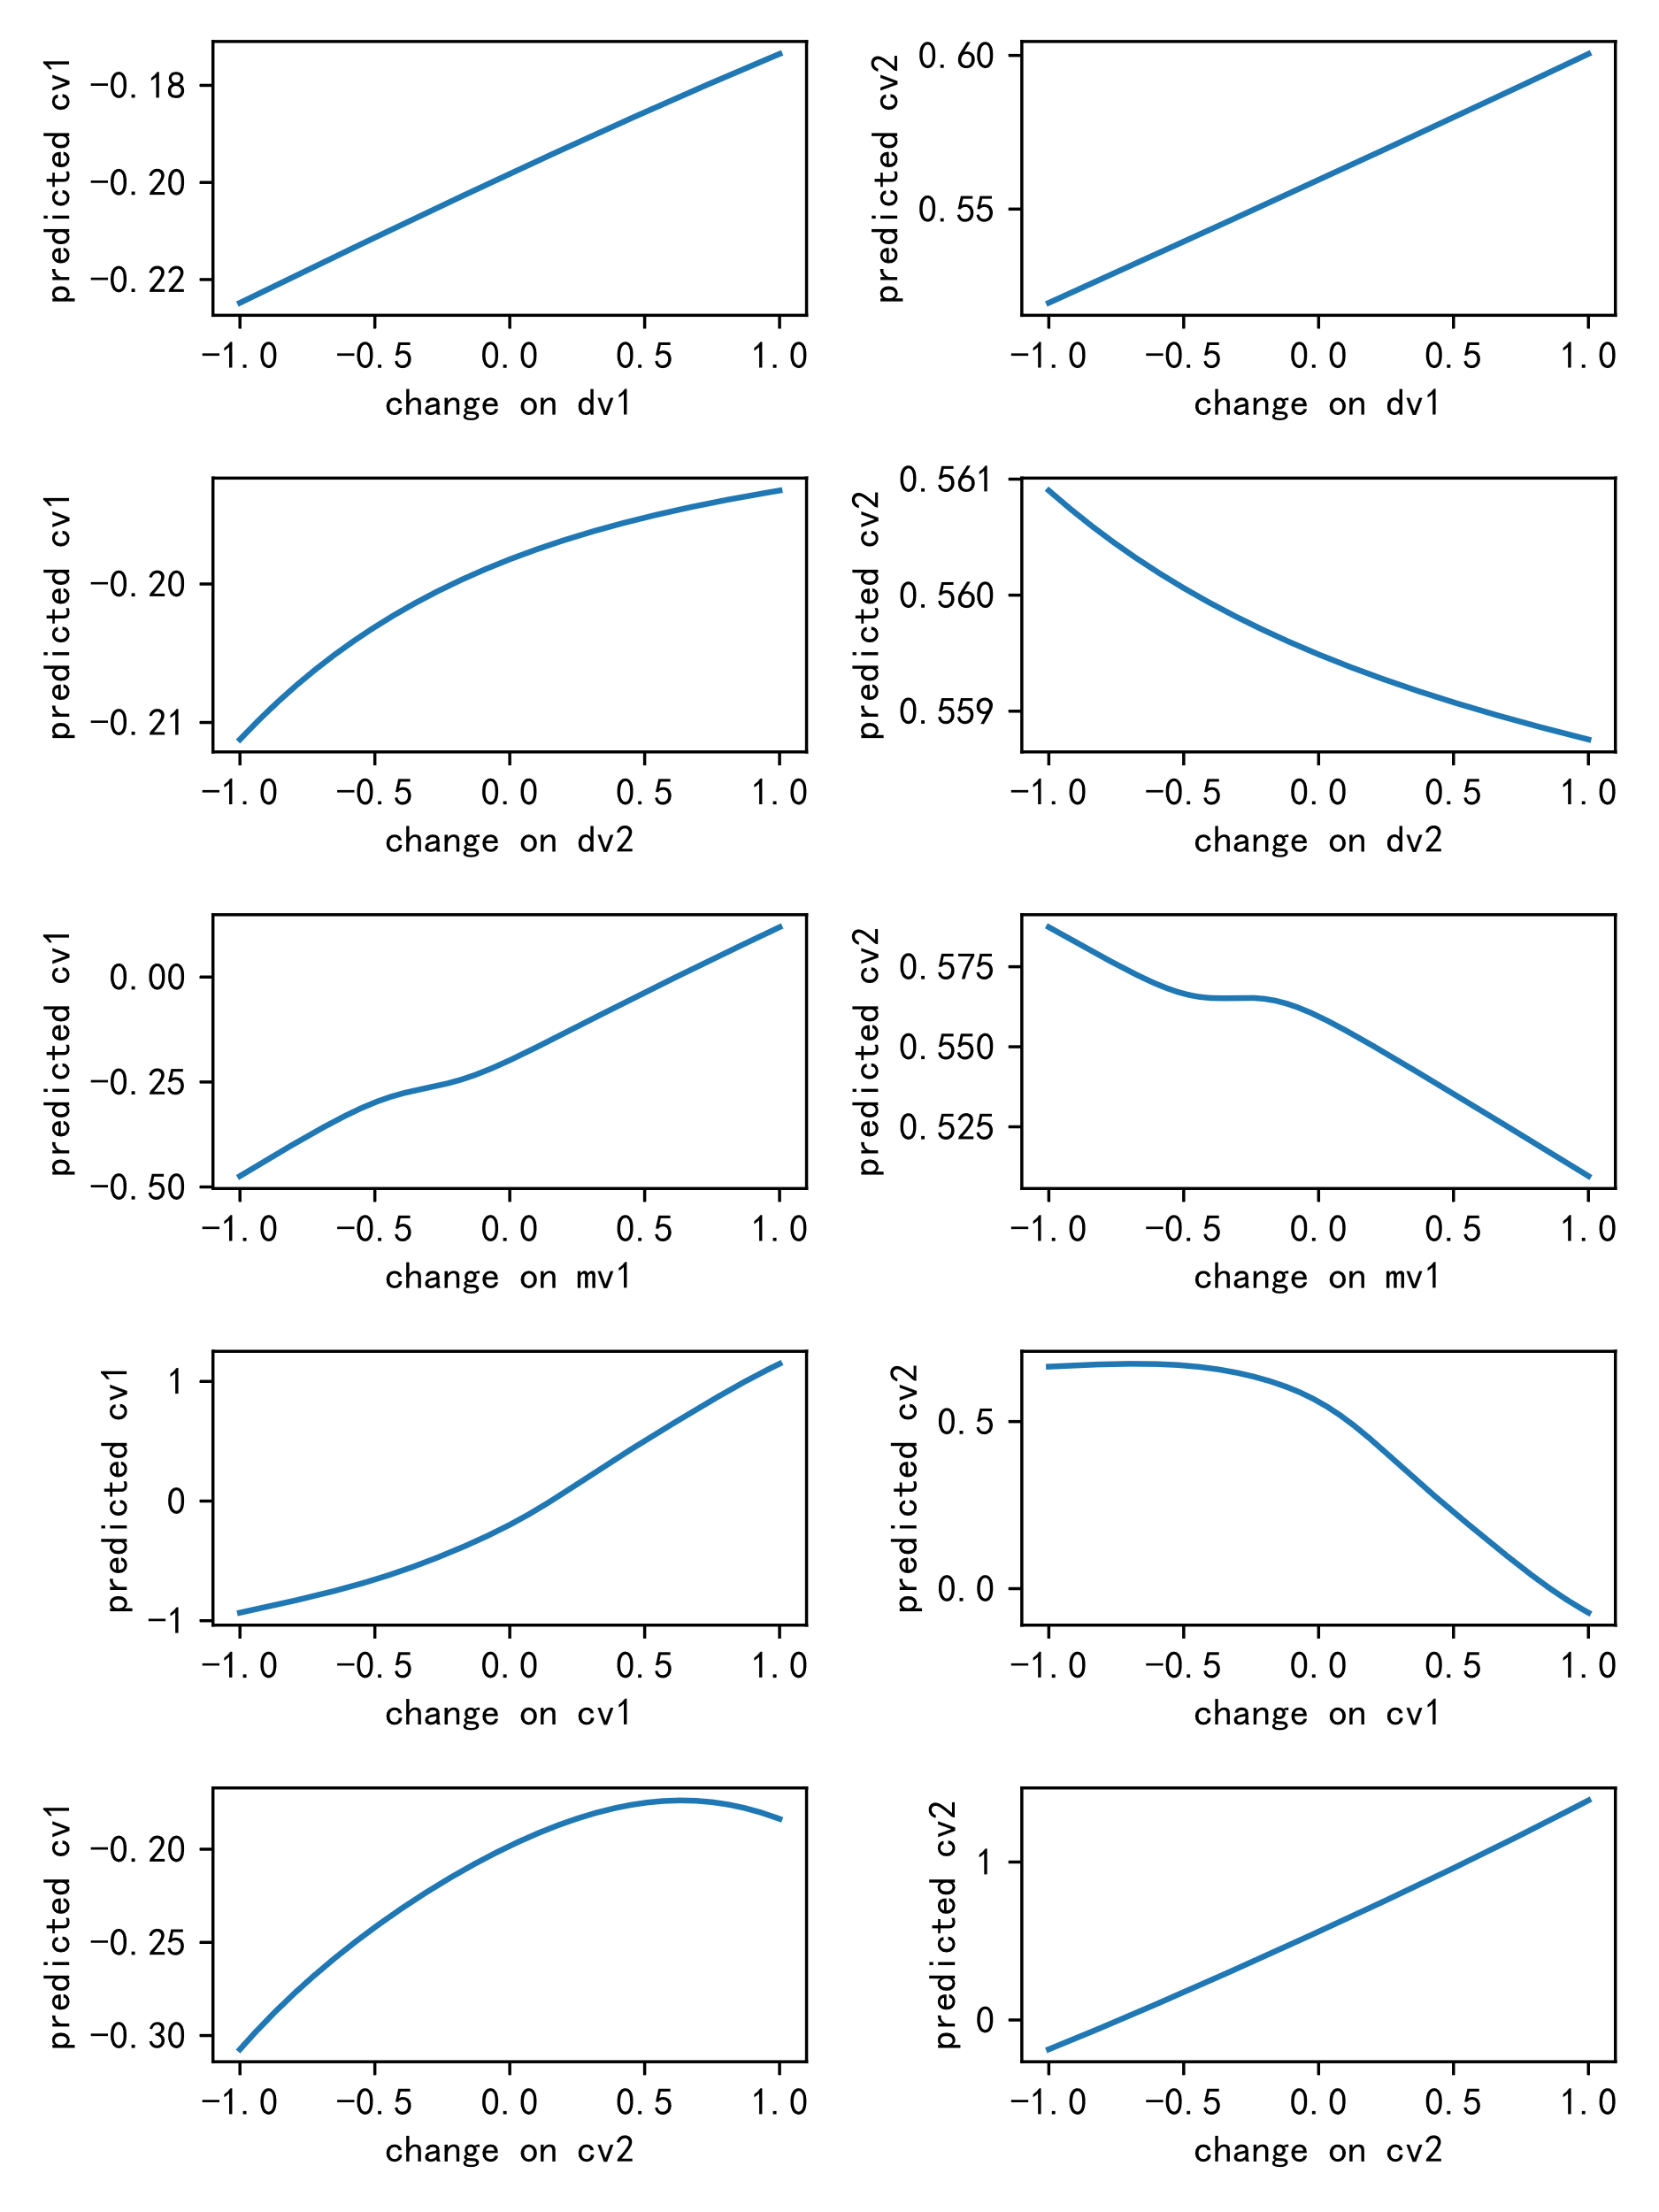 predicted cv1
-0.18
-0.20
-0.22
-1.0 -0.5 0.0 0.5 1.0
change on dv1
predicted cv2
0.60
0.55
-1.0 -0.5 0.0 0.5 1.0
change on dv1
predicted cv1
-0.20
-0.21
-1.0 -0.5 0.0 0.5 1.0
change on dv2
predicted cv2
0.561
0.560
0.559
-1.0 -0.5 0.0 0.5 1.0
change on dv2
predicted cv1
0.00
-0.25
-0.50
-1.0 -0.5 0.0 0.5 1.0
change on mv1
predicted cv2
0.575
0.550
0.525
-1.0 -0.5 0.0 0.5 1.0
change on mv1
predicted cv1
1
0
-1
-1.0 -0.5 0.0 0.5 1.0
change on cv1
predicted cv2
0.5
0.0
-1.0 -0.5 0.0 0.5 1.0
change on cv1
predicted cv1
-0.20
-0.25
-0.30
-1.0 -0.5 0.0 0.5 1.0
change on cv2
predicted cv2
1
0
-1.0 -0.5 0.0 0.5 1.0
change on cv2